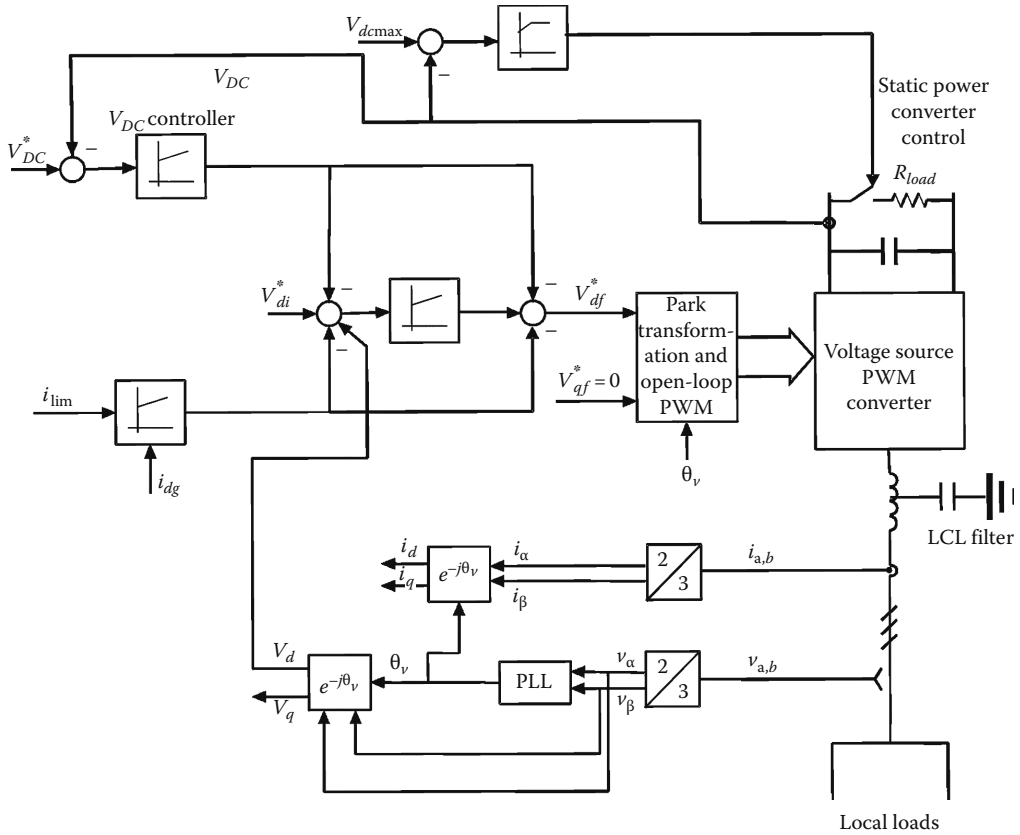 V_dcmax
−
V_DC
Static power
converter
control
V_DC controller
V*_DC
−
R_load
V*_di
−
−
−
V*_df
−
Park
transform-
ation and
open-loop
PWM
V*_qf = 0
θ_v
Voltage source
PWM
converter
i_lim
i_dg
LCL filter
i_d
i_q
e^−jθ_v
i_α
i_β
2
3
i_a,b
V_d
V_q
e^−jθ_v
θ_v
PLL
v_α
v_β
2
3
v_a,b
Local loads